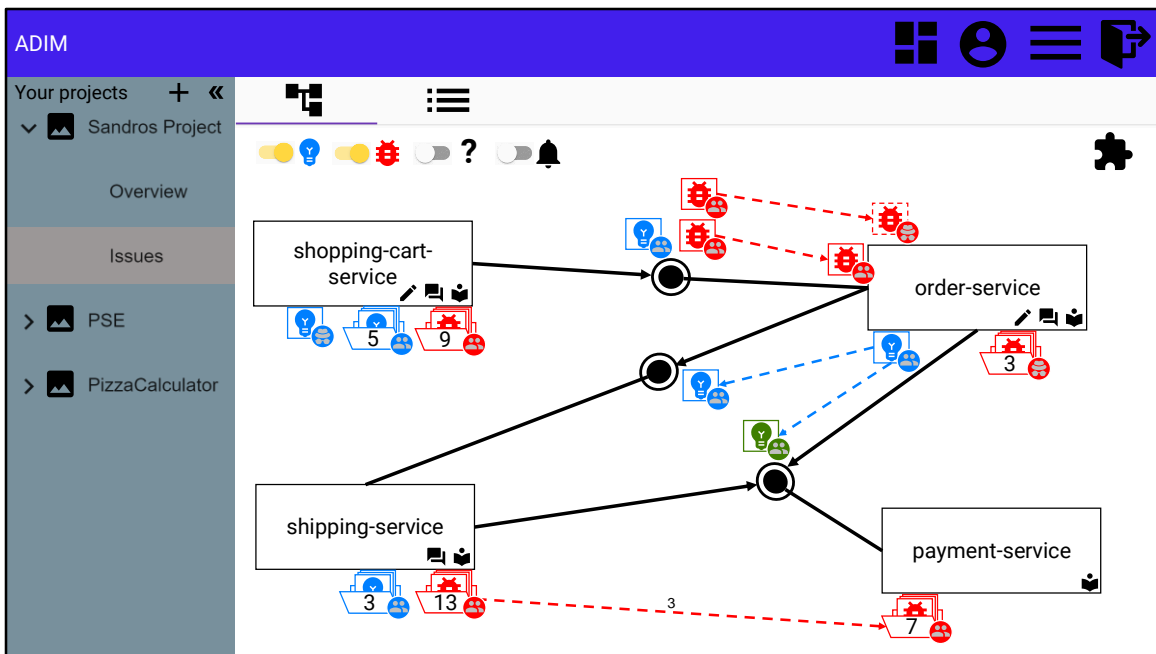 ADIM
Your projects
Sandros Project
Overview
Issues
PSE
PizzaCalculator
?
shopping-cart-
service
5
9
order-service
3
shipping-service
3
13
3
payment-service
7